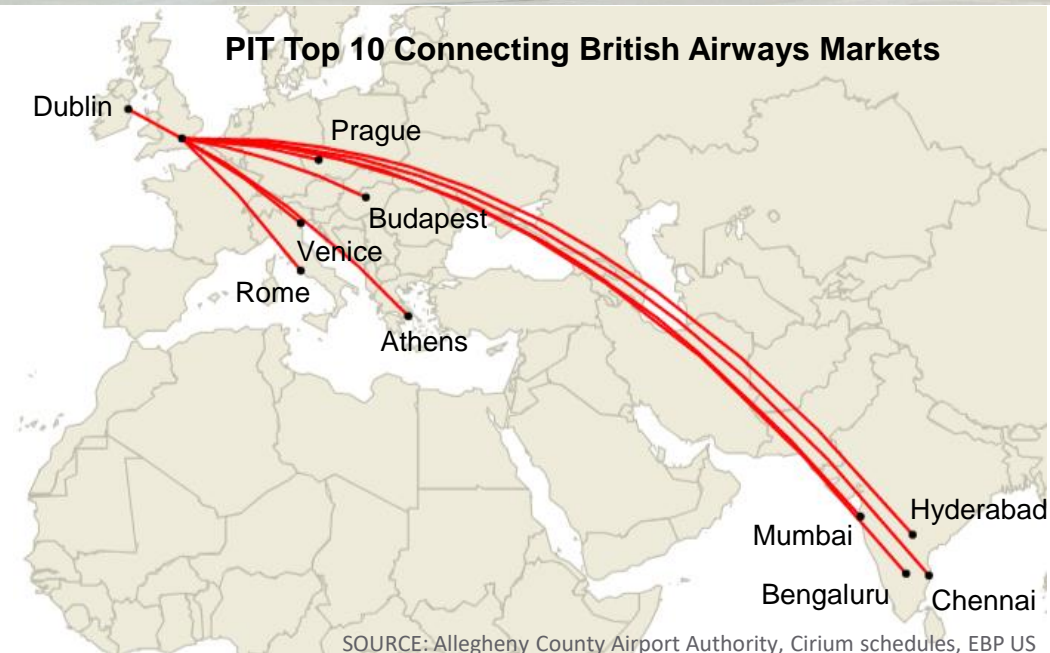 PIT Top 10 Connecting British Airways Markets
Dublin
Prague
Budapest
Venice
Rome
Athens
Hyderabad
Mumbai
Bengaluru
Chennai
SOURCE: Allegheny County Airport Authority, Cirium schedules, EBP US